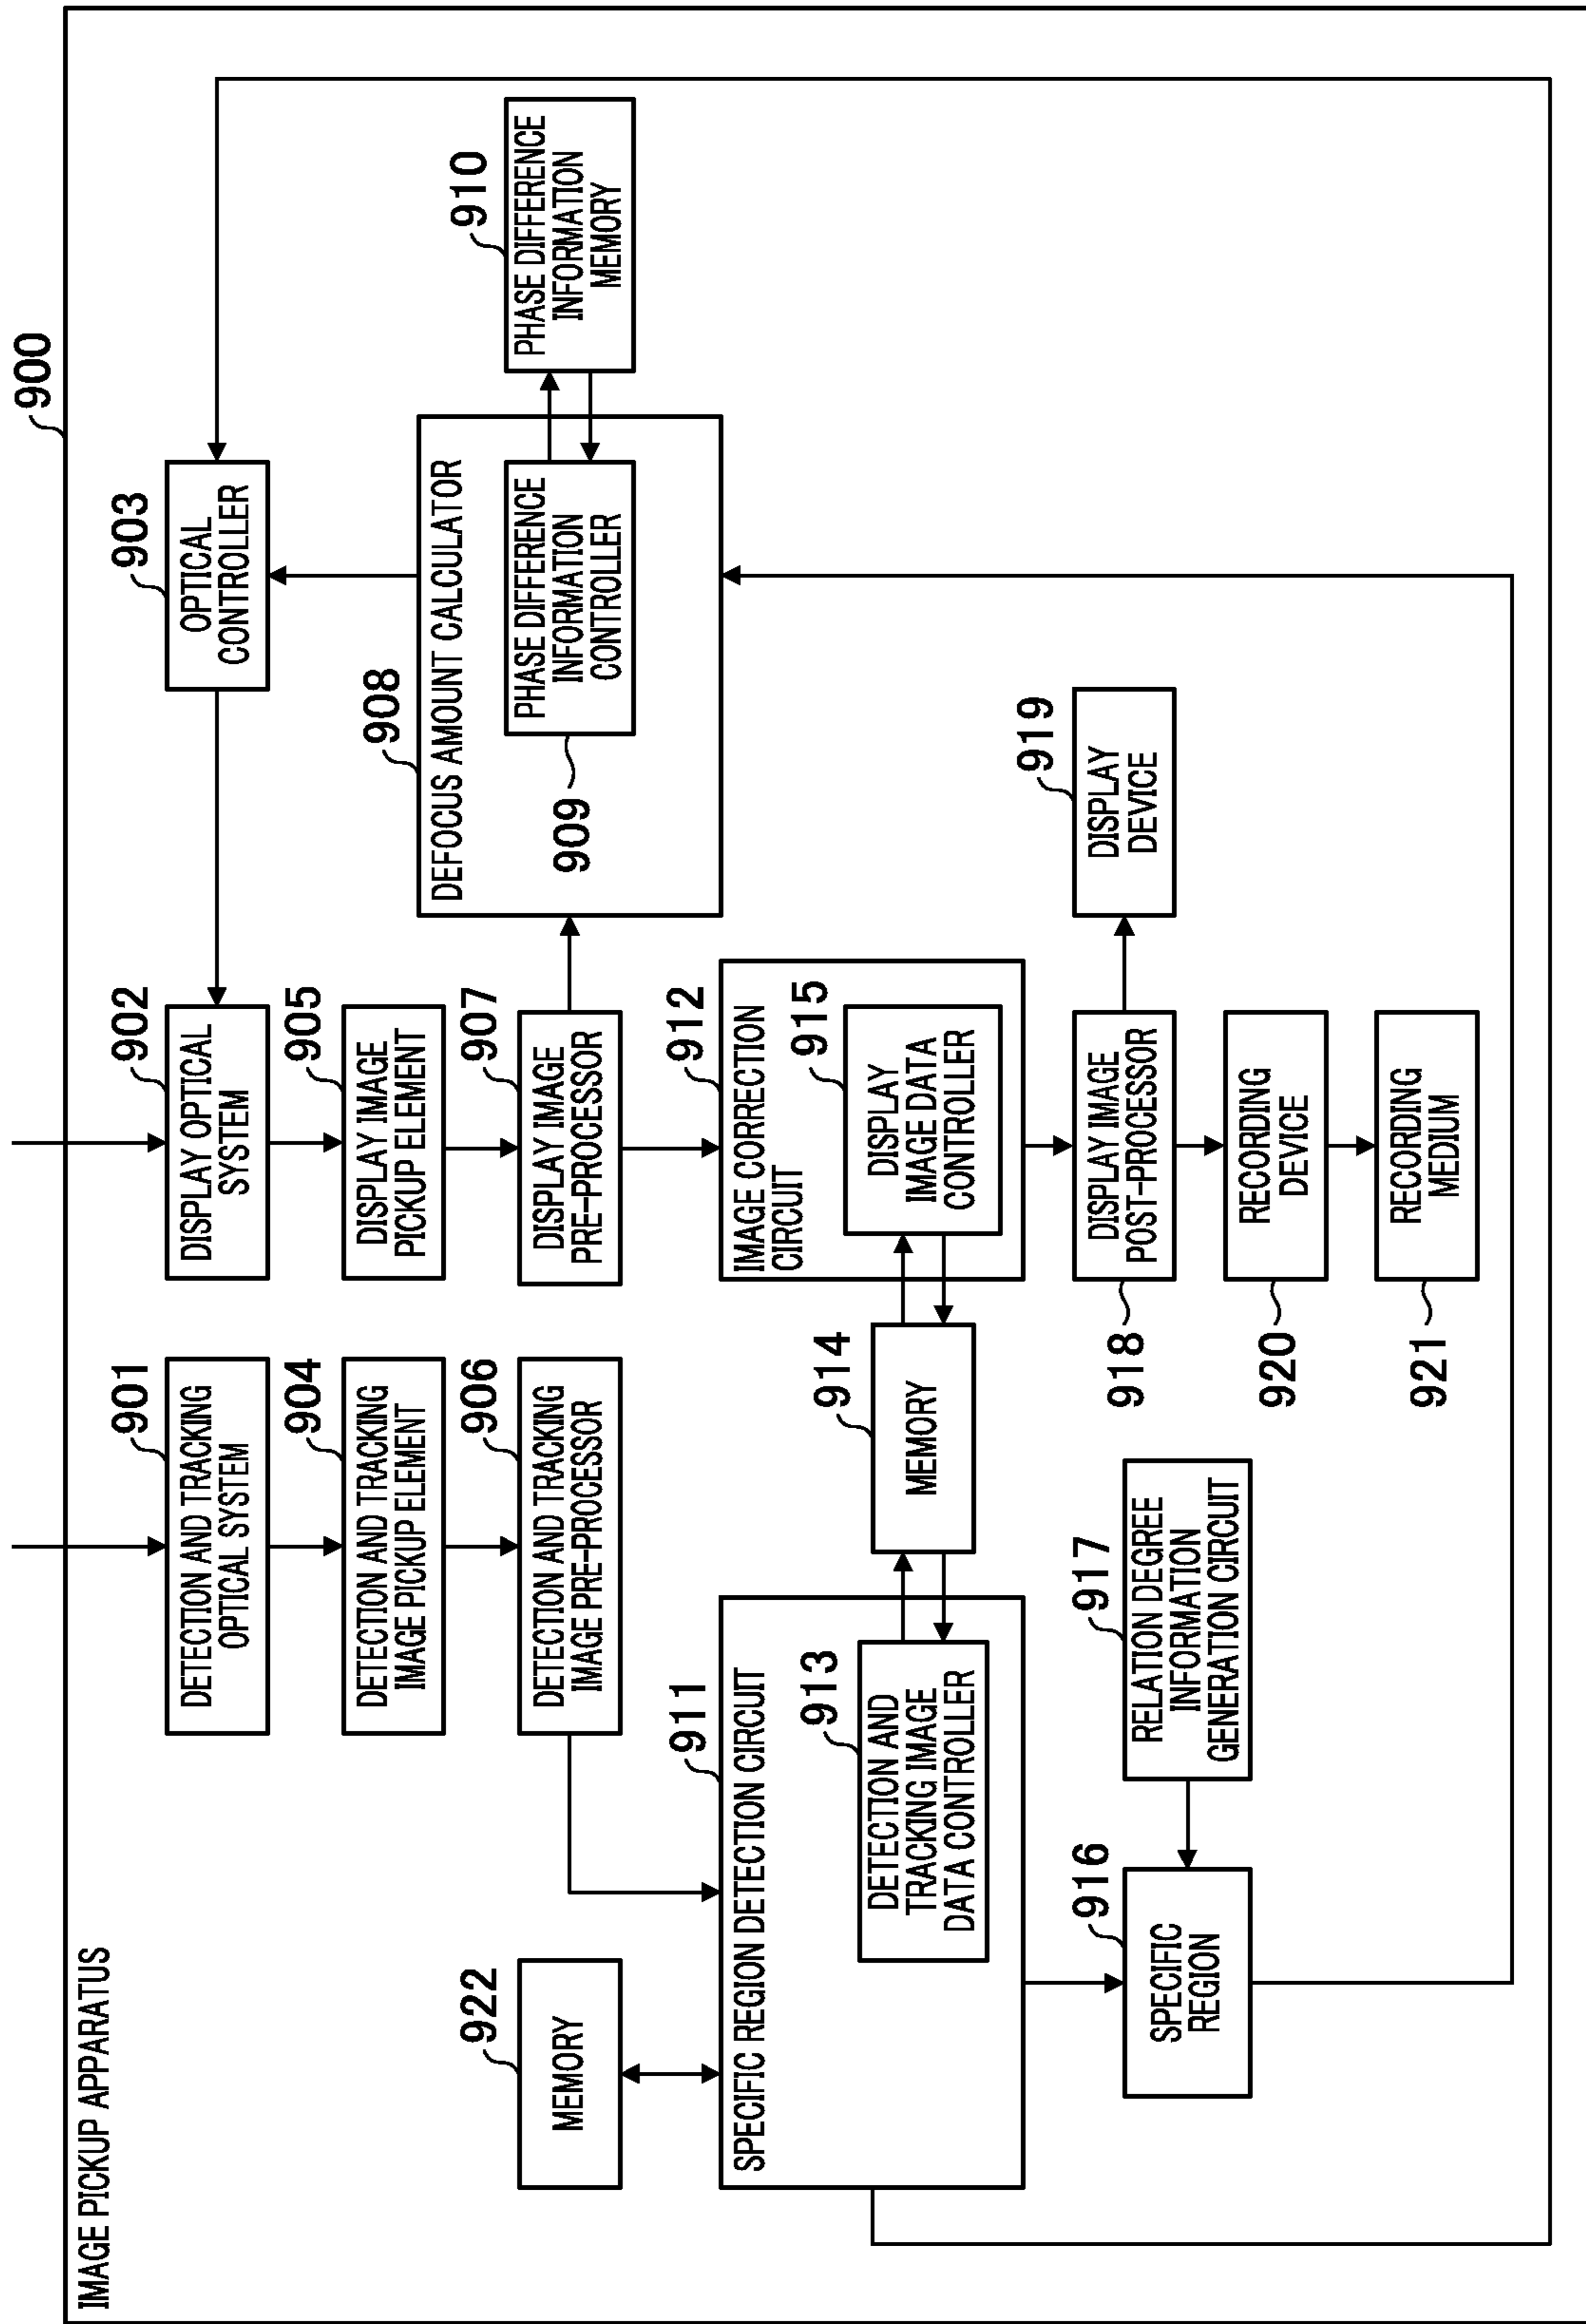 900
IMAGE PICKUP APPARATUS
901
DETECTION AND TRACKING
OPTICAL SYSTEM
902
DISPLAY OPTICAL
SYSTEM
903
OPTICAL
CONTROLLER
904
DETECTION AND TRACKING
IMAGE PICKUP ELEMENT
905
DISPLAY IMAGE
PICKUP ELEMENT
922
MEMORY
906
DETECTION AND TRACKING
IMAGE PRE-PROCESSOR
907
DISPLAY IMAGE
PRE-PROCESSOR
908
DEFOCUS AMOUNT CALCULATOR
909
PHASE DIFFERENCE
INFORMATION
CONTROLLER
910
PHASE DIFFERENCE
INFORMATION
MEMORY
911
SPECIFIC REGION DETECTION CIRCUIT
913
DETECTION AND
TRACKING IMAGE
DATA CONTROLLER
914
MEMORY
912
IMAGE CORRECTION
CIRCUIT
915
DISPLAY
IMAGE DATA
CONTROLLER
916
SPECIFIC
REGION
917
RELATION DEGREE
INFORMATION
GENERATION CIRCUIT
918
DISPLAY IMAGE
POST-PROCESSOR
919
DISPLAY
DEVICE
920
RECORDING
DEVICE
921
RECORDING
MEDIUM